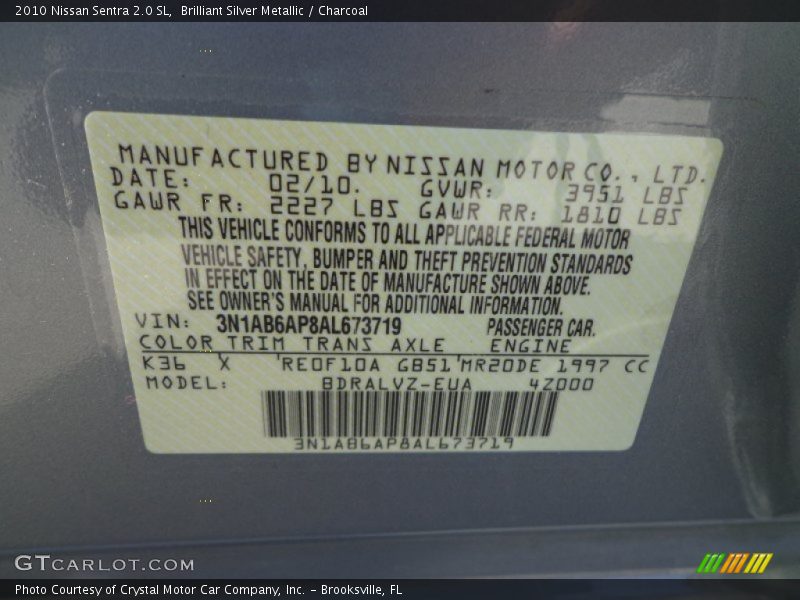 2010 Nissan Sentra 2.0 SL,  Brilliant Silver Metallic / Charcoal
MANUFACTURED BY NISSAN MOTOR CO., LTD.
DATE: 02/10. GVWR: 3951 LBS
GAWR FR: 2227 LBS GAWR RR: 1810 LBS
THIS VEHICLE CONFORMS TO ALL APPLICABLE FEDERAL MOTOR
VEHICLE SAFETY, BUMPER AND THEFT PREVENTION STANDARDS
IN EFFECT ON THE DATE OF MANUFACTURE SHOWN ABOVE.
SEE OWNER'S MANUAL FOR ADDITIONAL INFORMATION.
VIN: 3N1AB6AP8AL673719 PASSENGER CAR.
COLOR TRIM TRANS AXLE ENGINE
K36 X RE0F10A GB51 MR20DE 1997 CC
MODEL: BDRALVZ-EUA 4Z000
3N1AB6AP8AL673719
GTCARLOT.COM
Photo Courtesy of Crystal Motor Car Company, Inc. – Brooksville, FL